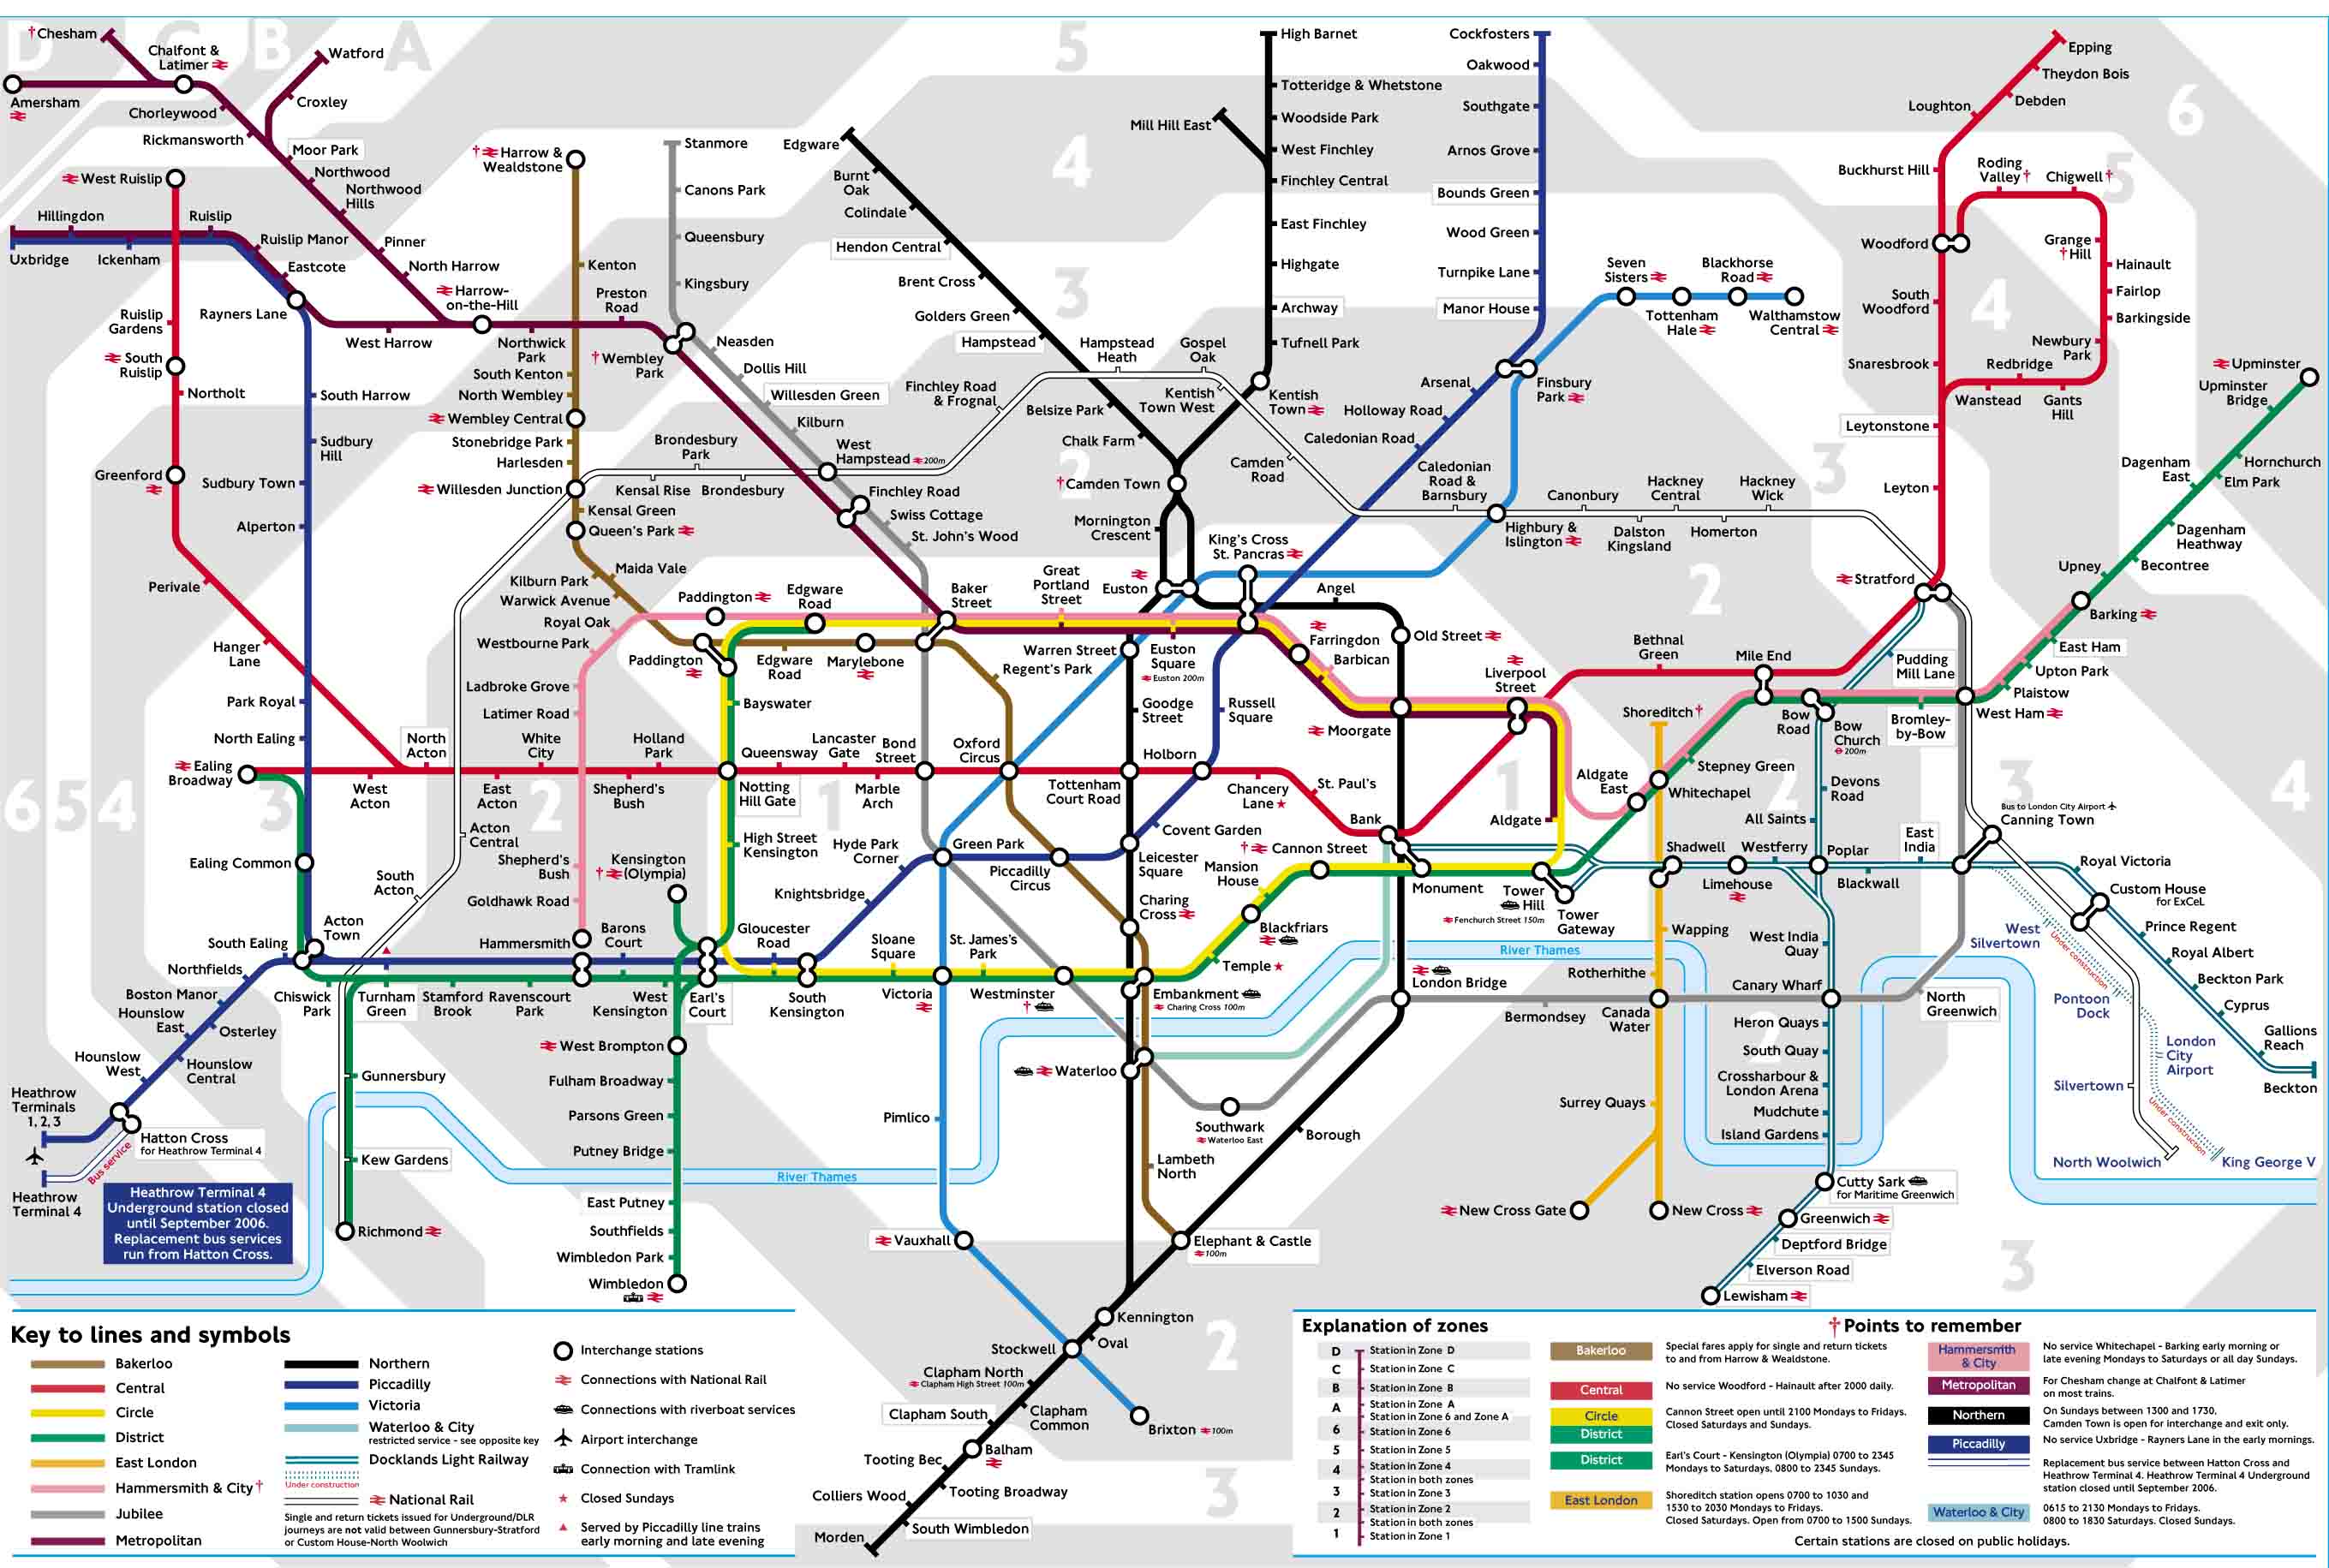 D
C
B
A
5
6
†Chesham
Chalfont &
Latimer
Watford
Amersham
Croxley
Chorleywood
Rickmansworth
Moor Park
Northwood
Northwood
Hills
West Ruislip
Hillingdon
Ruislip
Uxbridge
Ickenham
Ruislip Manor
Eastcote
Pinner
North Harrow
Harrow-
on-the-Hill
Rayners Lane
West Harrow
Northwick
Park
Preston
Road
†Wembley
Park
Ruislip
Gardens
South
Ruislip
Northolt
Greenford
Perivale
Hanger
Lane
South Harrow
Sudbury
Hill
Sudbury Town
Alperton
Park Royal
North Ealing
Ealing
Broadway
Ealing Common
† Harrow &
Wealdstone
Kenton
South Kenton
North Wembley
Wembley Central
Stonebridge Park
Harlesden
Willesden Junction
Kensal Green
Queen's Park
Kilburn Park
Maida Vale
Warwick Avenue
Royal Oak
Westbourne Park
Ladbroke Grove
Latimer Road
Stanmore
Canons Park
Queensbury
Kingsbury
Neasden
Dollis Hill
Willesden Green
Kilburn
West
Hampstead 200m
Finchley Road
Swiss Cottage
St. John's Wood
Brondesbury
Park
Kensal Rise
Brondesbury
Finchley Road
& Frognal
Hampstead
Heath
Gospel
Oak
Kentish
Town West
Camden
Road
Edgware
Burnt
Oak
Colindale
Hendon Central
Brent Cross
Golders Green
Hampstead
Belsize Park
Chalk Farm
†Camden Town
Mornington
Crescent
Euston
High Barnet
Totteridge & Whetstone
Woodside Park
Mill Hill East
West Finchley
Finchley Central
East Finchley
Highgate
Archway
Tufnell Park
Kentish
Town
Cockfosters
Oakwood
Southgate
Arnos Grove
Bounds Green
Wood Green
Turnpike Lane
Manor House
Finsbury
Park
Arsenal
Holloway Road
Caledonian Road
Caledonian
Road &
Barnsbury
Highbury &
Islington
Canonbury
Dalston
Kingsland
Hackney
Central
Homerton
Hackney
Wick
Seven
Sisters
Tottenham
Hale
Blackhorse
Road
Walthamstow
Central
Epping
Theydon Bois
Debden
Loughton
Buckhurst Hill
Roding
Valley†
Chigwell†
Woodford
Grange
†Hill
Hainault
Fairlop
Barkingside
Newbury
Park
South
Woodford
Snaresbrook
Redbridge
Wanstead
Gants
Hill
Leytonstone
Leyton
Stratford
Upminster
Upminster
Bridge
Hornchurch
Elm Park
Dagenham
East
Dagenham
Heathway
Becontree
Upney
Barking
East Ham
Upton Park
Plaistow
West Ham
Bromley-
by-Bow
Pudding
Mill Lane
Bow
Road
Bow
Church
200m
Mile End
Bethnal
Green
Stepney Green
Whitechapel
Shoreditch†
Aldgate
East
Aldgate
Liverpool
Street
Moorgate
Old Street
Angel
King's Cross
St. Pancras
Farringdon
Barbican
Great
Portland
Street
Euston
Square
Euston 200m
Warren Street
Regent's Park
Baker
Street
Marylebone
Edgware
Road
Edgware
Road
Paddington
Paddington
Bayswater
Notting
Hill Gate
Queensway
Lancaster
Gate
Marble
Arch
Bond
Street
Oxford
Circus
Tottenham
Court Road
Goodge
Street
Russell
Square
Holborn
Chancery
Lane★
St. Paul's
Bank
†Cannon Street
Monument
Mansion
House
Blackfriars
Temple★
Embankment
Charing Cross 100m
Charing
Cross
Covent Garden
Leicester
Square
Piccadilly
Circus
Green Park
Hyde Park
Corner
Knightsbridge
High Street
Kensington
Kensington
†(Olympia)
Gloucester
Road
South
Kensington
Sloane
Square
Victoria
St. James's
Park
Westminster
†
North
Acton
West
Acton
East
Acton
White
City
Shepherd's
Bush
Holland
Park
Shepherd's
Bush
Goldhawk Road
Hammersmith
Barons
Court
West
Kensington
Earl's
Court
Acton
Central
South
Acton
Acton
Town
South Ealing
Northfields
Boston Manor
Hounslow
East
Osterley
Hounslow
Central
Hounslow
West
Heathrow
Terminals
1, 2, 3
Hatton Cross
for Heathrow Terminal 4
Bus service
Heathrow
Terminal 4
Heathrow Terminal 4
Underground station closed
until September 2006.
Replacement bus services
run from Hatton Cross.
Chiswick
Park
Turnham
Green
Stamford
Brook
Ravenscourt
Park
Gunnersbury
Kew Gardens
Richmond
West Brompton
Fulham Broadway
Parsons Green
Putney Bridge
East Putney
Southfields
Wimbledon Park
Wimbledon
River Thames
River Thames
Pimlico
Vauxhall
Stockwell
Brixton 100m
Waterloo
Southwark
Waterloo East
Lambeth
North
Elephant & Castle
100m
Borough
London Bridge
Bermondsey
Canada
Water
Kennington
Oval
Clapham North
Clapham High Street 100m
Clapham
Common
Clapham South
Balham
Tooting Bec
Tooting Broadway
Colliers Wood
South Wimbledon
Morden
Tower
Hill
Fenchurch Street 150m
Tower
Gateway
Shadwell
Wapping
Rotherhithe
Surrey Quays
New Cross Gate
New Cross
Limehouse
Westferry
Poplar
All Saints
Devons
Road
Blackwall
East
India
Bus to London City Airport
Canning Town
Royal Victoria
Custom House
for ExCeL
Prince Regent
Royal Albert
Beckton Park
Cyprus
Gallions
Reach
Beckton
West
Silvertown
Under construction
Pontoon
Dock
London
City
Airport
Silvertown
Under construction
North Woolwich
King George V
West India
Quay
Canary Wharf
North
Greenwich
Heron Quays
South Quay
Crossharbour &
London Arena
Mudchute
Island Gardens
Cutty Sark
for Maritime Greenwich
Greenwich
Deptford Bridge
Elverson Road
Lewisham
4
3
2
5
4
3
2
6
5
4
3
2
1
1
2
3
4
2
3
2
3
Key to lines and symbols
Bakerloo
Central
Circle
District
East London
Hammersmith & City†
Jubilee
Metropolitan
Northern
Piccadilly
Victoria
Waterloo & City
restricted service - see opposite key
Docklands Light Railway
Under construction
National Rail
Single and return tickets issued for Underground/DLR
journeys are not valid between Gunnersbury-Stratford
or Custom House-North Woolwich
Interchange stations
Connections with National Rail
Connections with riverboat services
Airport interchange
Connection with Tramlink
Closed Sundays
Served by Piccadilly line trains
early morning and late evening
Explanation of zones
D Station in Zone D
C Station in Zone C
B Station in Zone B
A Station in Zone A
Station in Zone 6 and Zone A
6 Station in Zone 6
5 Station in Zone 5
4 Station in Zone 4
Station in both zones
3 Station in Zone 3
2 Station in Zone 2
Station in both zones
1 Station in Zone 1
†Points to remember
Bakerloo
Special fares apply for single and return tickets
to and from Harrow & Wealdstone.
Central
No service Woodford - Hainault after 2000 daily.
Circle
District
Cannon Street open until 2100 Mondays to Fridays.
Closed Saturdays and Sundays.
District
Earl's Court - Kensington (Olympia) 0700 to 2345
Mondays to Saturdays, 0800 to 2345 Sundays.
East London
Shoreditch station opens 0700 to 1030 and
1530 to 2030 Mondays to Fridays.
Closed Saturdays. Open from 0700 to 1500 Sundays.
Hammersmith
& City
No service Whitechapel - Barking early morning or
late evening Mondays to Saturdays or all day Sundays.
Metropolitan
For Chesham change at Chalfont & Latimer
on most trains.
Northern
On Sundays between 1300 and 1730,
Camden Town is open for interchange and exit only.
Piccadilly
No service Uxbridge - Rayners Lane in the early mornings.
Replacement bus service between Hatton Cross and
Heathrow Terminal 4. Heathrow Terminal 4 Underground
station closed until September 2006.
Waterloo & City
0615 to 2130 Mondays to Fridays.
0800 to 1830 Saturdays. Closed Sundays.
Certain stations are closed on public holidays.